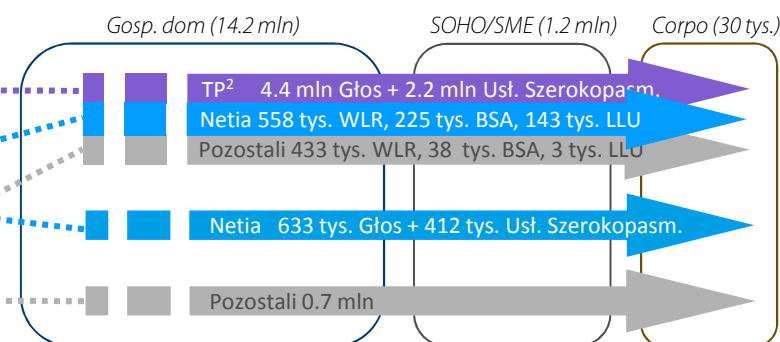 Gosp. dom (14.2 mln) SOHO/SME (1.2 mln) Corpo (30 tys.)
TP² 4.4 mln Głos + 2.2 mln Usł. Szerokopasm.
Netia 558 tys. WLR, 225 tys. BSA, 143 tys. LLU
Pozostali 433 tys. WLR, 38 tys. BSA, 3 tys. LLU
Netia 633 tys. Głos + 412 tys. Usł. Szerokopasm.
Pozostali 0.7 mln